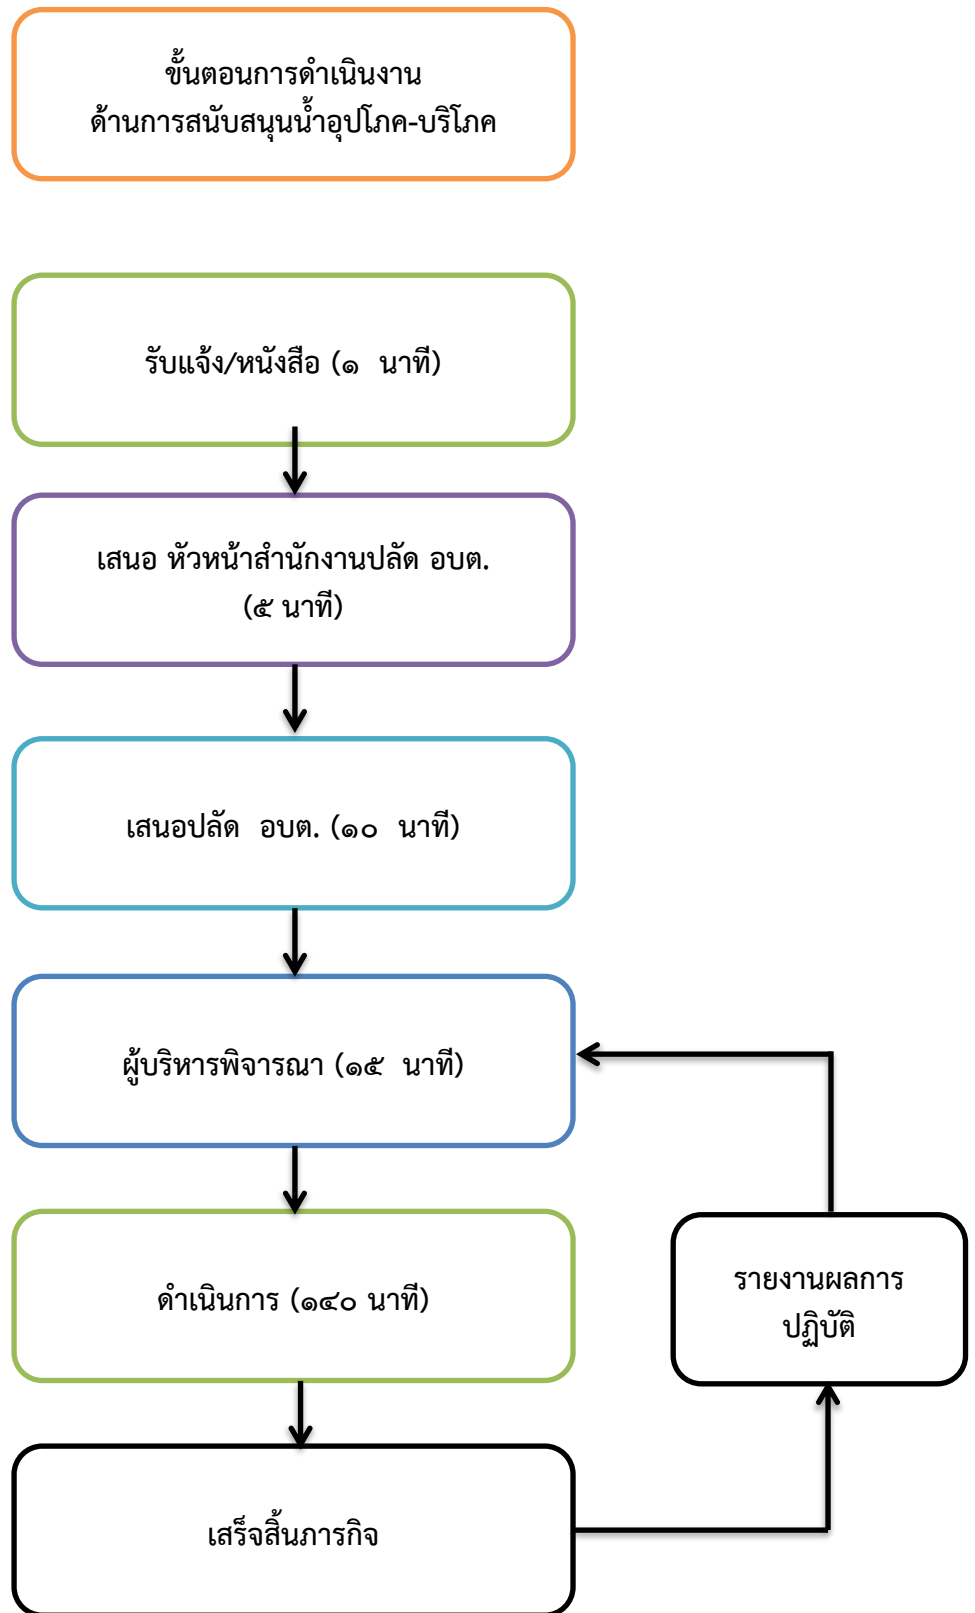 ขั้นตอนการดำเนินงาน
ด้านการสนับสนุนน้ำอุปโภค-บริโภค
รับแจ้ง/หนังสือ (๑  นาที)
เสนอ หัวหน้าสำนักงานปลัด อบต.
(๕ นาที)
เสนอปลัด  อบต. (๑๐  นาที)
ผู้บริหารพิจารณา (๑๕  นาที)
ดำเนินการ (๑๔๐ นาที)
รายงานผลการ
ปฏิบัติ
เสร็จสิ้นภารกิจ